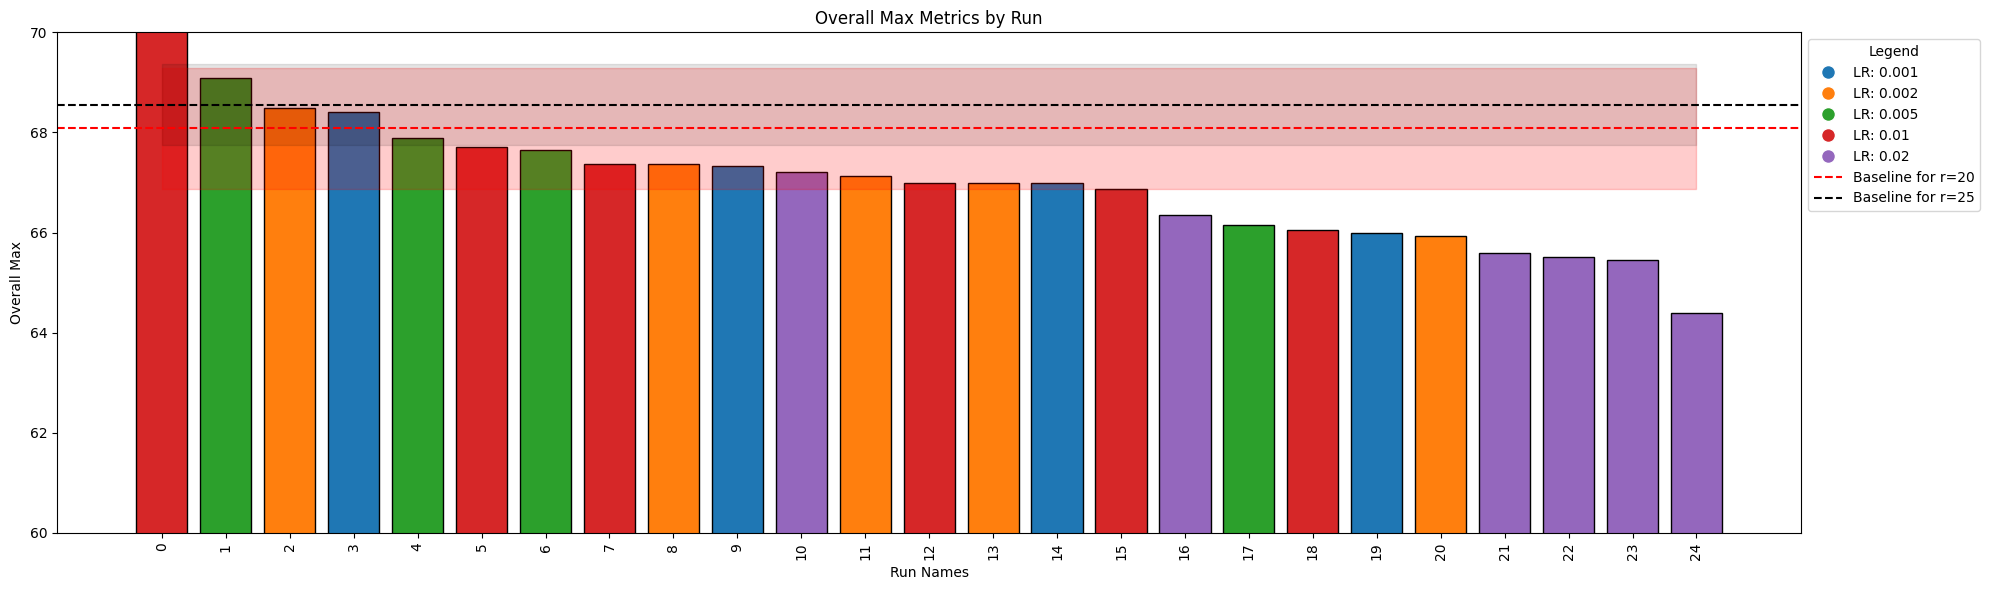 Overall Max Metrics by Run
Overall Max
70
68
66
64
62
60
0
1
2
3
4
5
6
7
8
9
10
11
12
13
14
15
16
17
18
19
20
21
22
23
24
Run Names
Legend
LR: 0.001
LR: 0.002
LR: 0.005
LR: 0.01
LR: 0.02
Baseline for r=20
Baseline for r=25